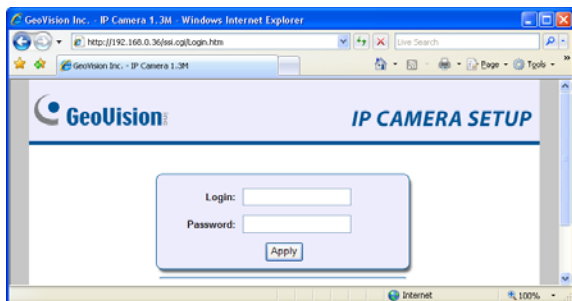 GeoVision Inc. - IP Camera 1.3M - Windows Internet Explorer
http://192.168.0.36/ssi.cgi/Login.htm
Live Search
GeoVision Inc. - IP Camera 1.3M
Page
Tools
GeoVision
IP CAMERA SETUP
Login:
Password:
Apply
Internet
100%